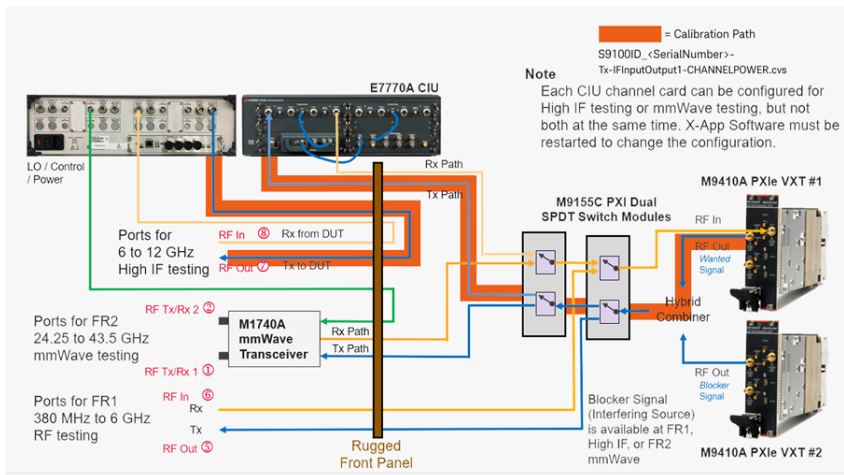 = Calibration Path
S9100ID_<SerialNumber>-
Tx-IFInputOutput1-CHANNELPOWER.cvs
Note
Each CIU channel card can be configured for
High IF testing or mmWave testing, but not
both at the same time. X-App Software must be
restarted to change the configuration.
E7770A CIU
LO / Control
/ Power
Rx Path
Tx Path
M9410A PXIe VXT #1
M9155C PXI Dual
SPDT Switch Modules
RF In
RF Out
Wanted
Signal
Ports for
6 to 12 GHz
High IF testing
RF In ⑧ Rx from DUT
RF Out ⑦ Tx to DUT
Hybrid
Combiner
Ports for FR2
24.25 to 43.5 GHz
mmWave testing
RF Tx/Rx 2 ②
M1740A
mmWave
Transceiver
Rx Path
Tx Path
RF Tx/Rx 1 ①
RF Out
Blocker
Signal
Ports for FR1
380 MHz to 6 GHz
RF testing
RF In ⑥
Rx
Tx
RF Out ⑤
Blocker Signal
(Interfering Source)
is available at FR1,
High IF, or FR2
mmWave
M9410A PXIe VXT #2
Rugged
Front Panel